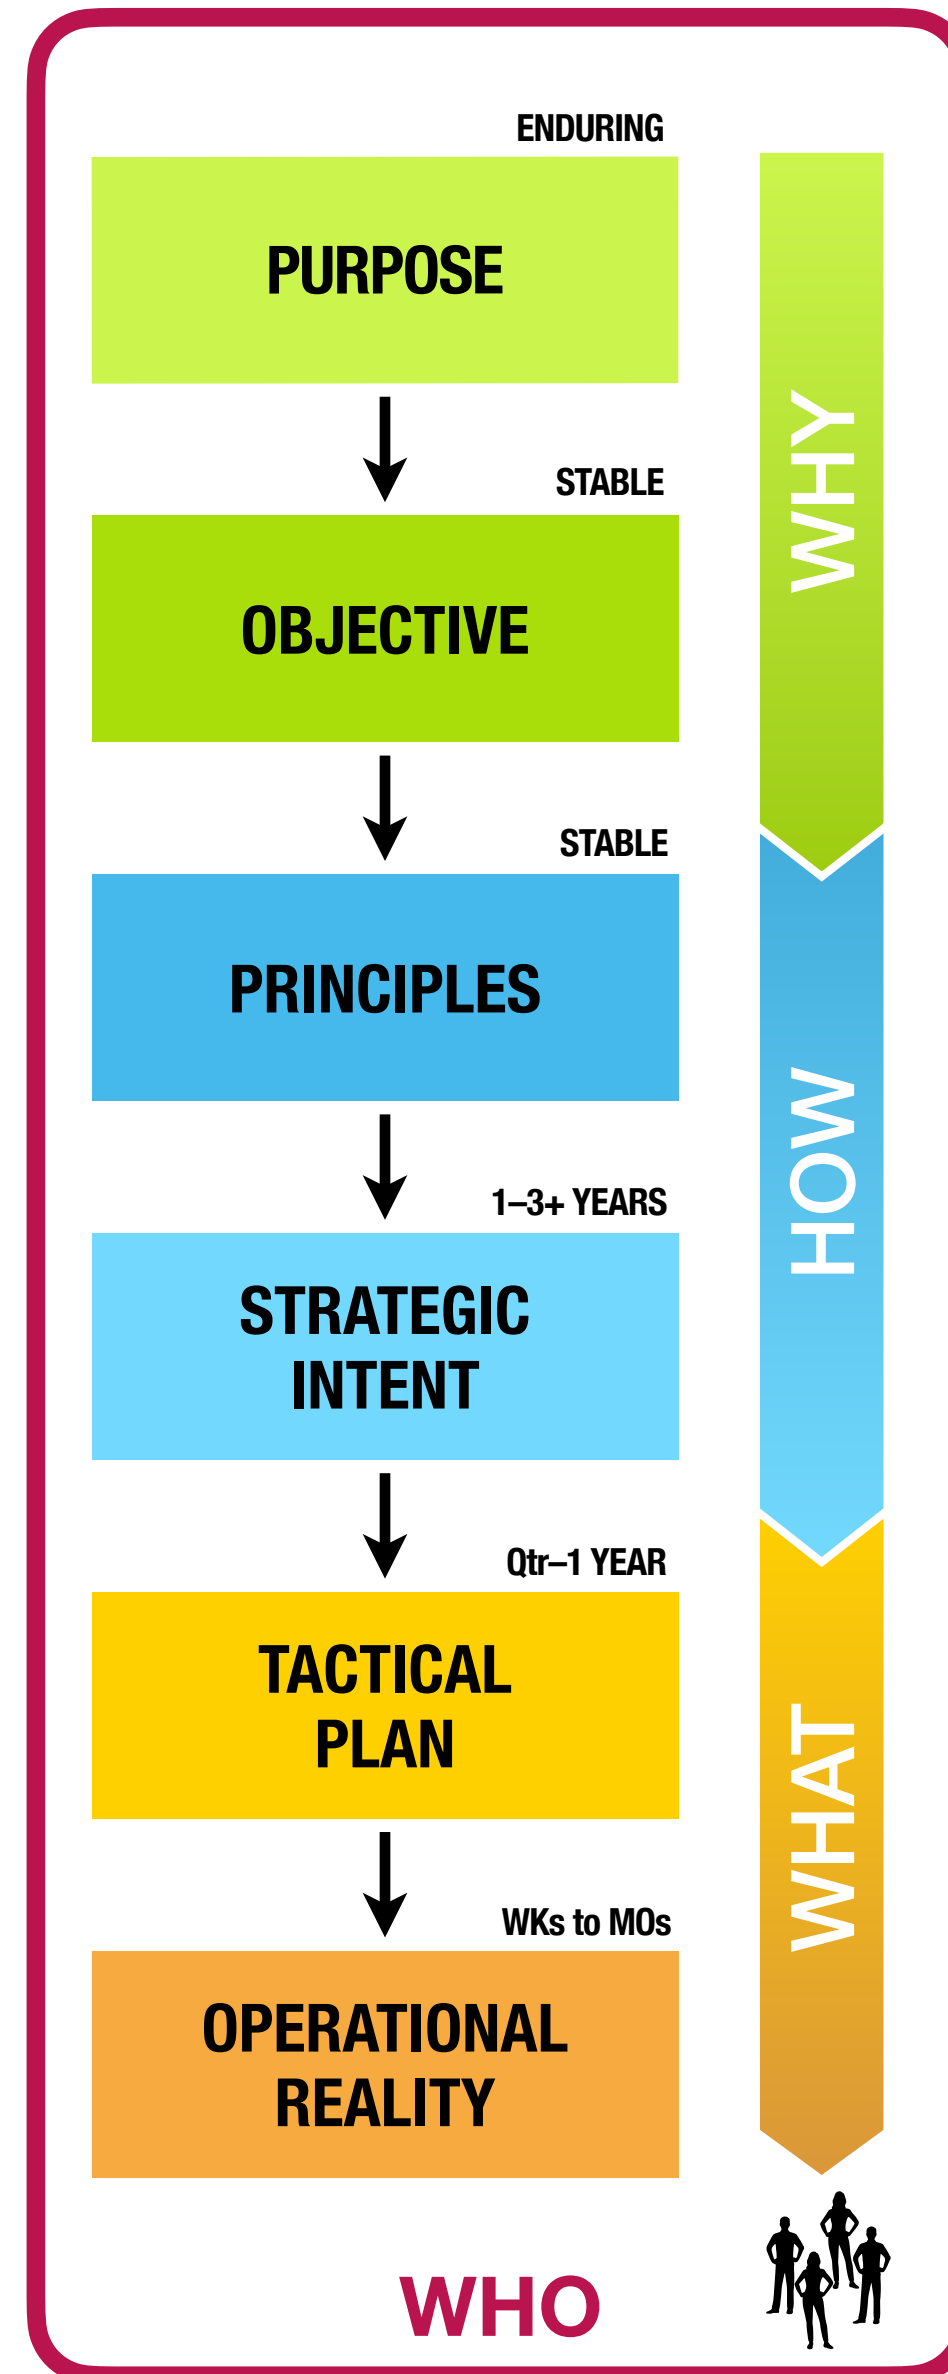 ENDURING
PURPOSE
STABLE
OBJECTIVE
WHY
STABLE
PRINCIPLES
1–3+ YEARS
STRATEGIC
INTENT
HOW
Qtr–1 YEAR
TACTICAL
PLAN
WKs to MOs
OPERATIONAL
REALITY
WHAT
WHO